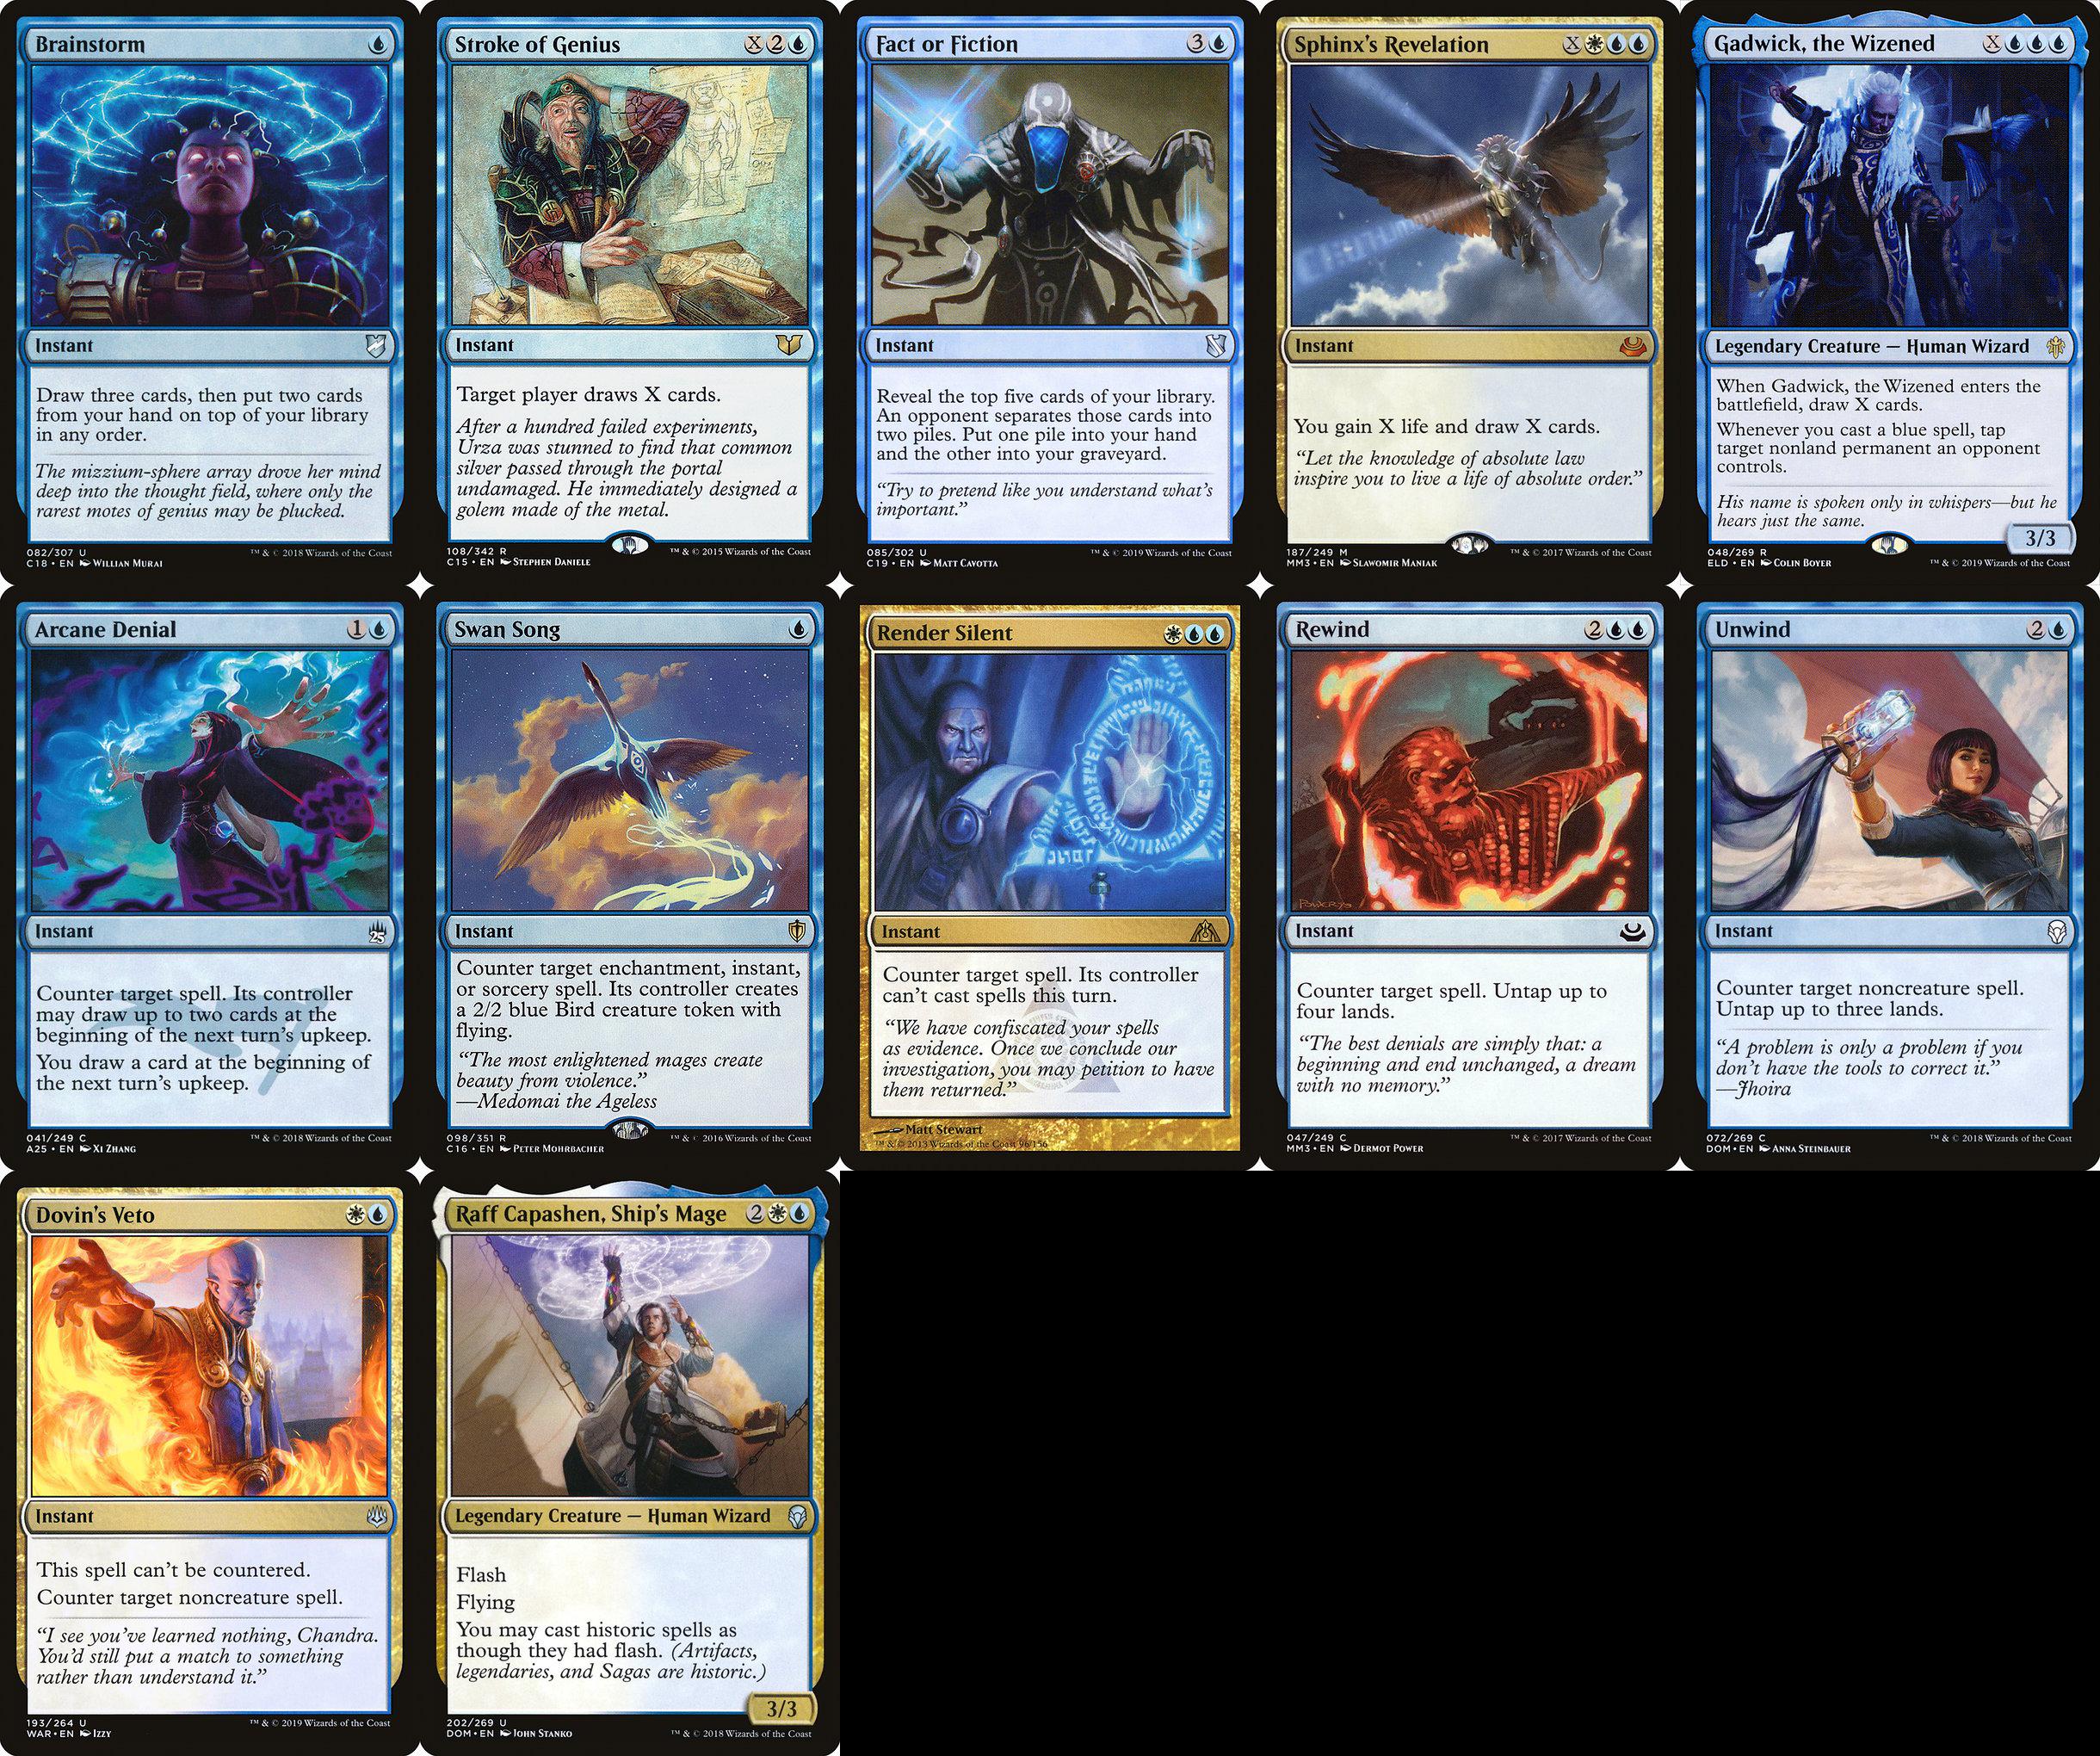 Brainstorm
Instant
Draw three cards, then put two cards
from your hand on top of your library
in any order.
The mizzium-sphere array drove her mind
deep into the thought field, where only the
rarest motes of genius may be plucked.
082/307 U
C18 • EN WILLIAN MURAI
™ & © 2018 Wizards of the Coast
Stroke of Genius X 2
Instant
Target player draws X cards.
After a hundred failed experiments,
Urza was stunned to find that common
silver passed through the portal
undamaged. He immediately designed a
golem made of the metal.
108/342 R
C15 • EN STEPHEN DANIELE
™ & © 2015 Wizards of the Coast
Fact or Fiction 3
Instant
Reveal the top five cards of your library.
An opponent separates those cards into
two piles. Put one pile into your hand
and the other into your graveyard.
“Try to pretend like you understand what’s
important.”
085/302 U
C19 • EN MATT CAVOTTA
™ & © 2019 Wizards of the Coast
Sphinx’s Revelation X
Instant
You gain X life and draw X cards.
“Let the knowledge of absolute law
inspire you to live a life of absolute order.”
187/249 M
MM3 • EN SLAWOMIR MANIAK
™ & © 2017 Wizards of the Coast
Gadwick, the Wizened X
Legendary Creature — Human Wizard
When Gadwick, the Wizened enters the
battlefield, draw X cards.
Whenever you cast a blue spell, tap
target nonland permanent an opponent
controls.
His name is spoken only in whispers—but he
hears just the same.
3/3
048/269 R
ELD • EN COLIN BOYER
™ & © 2019 Wizards of the Coast
Arcane Denial 1
Instant
25
Counter target spell. Its controller
may draw up to two cards at the
beginning of the next turn’s upkeep.
You draw a card at the beginning of
the next turn’s upkeep.
041/249 C
A25 • EN XI ZHANG
™ & © 2018 Wizards of the Coast
Swan Song
Instant
Counter target enchantment, instant,
or sorcery spell. Its controller creates
a 2/2 blue Bird creature token with
flying.
“The most enlightened mages create
beauty from violence.”
—Medomai the Ageless
098/351 R
C16 • EN PETER MOHRBACHER
™ & © 2016 Wizards of the Coast
Render Silent
Instant
Counter target spell. Its controller
can’t cast spells this turn.
“We have confiscated your spells
as evidence. Once we conclude our
investigation, you may petition to have
them returned.”
Matt Stewart
™ & © 2013 Wizards of the Coast 96/156
Rewind 2
POWER
Instant
Counter target spell. Untap up to
four lands.
“The best denials are simply that: a
beginning and end unchanged, a dream
with no memory.”
047/249 C
MM3 • EN DERMOT POWER
™ & © 2017 Wizards of the Coast
Unwind 2
Instant
Counter target noncreature spell.
Untap up to three lands.
“A problem is only a problem if you
don’t have the tools to correct it.”
—Jhoira
072/269 C
DOM • EN ANNA STEINBAUER
™ & © 2018 Wizards of the Coast
Dovin’s Veto
Instant
This spell can’t be countered.
Counter target noncreature spell.
“I see you’ve learned nothing, Chandra.
You’d still put a match to something
rather than understand it.”
193/264 U
WAR • EN IZZY
™ & © 2019 Wizards of the Coast
Raff Capashen, Ship’s Mage 2
Legendary Creature — Human Wizard
Flash
Flying
You may cast historic spells as
though they had flash. (Artifacts,
legendaries, and Sagas are historic.)
3/3
202/269 U
DOM • EN JOHN STANKO
™ & © 2018 Wizards of the Coast